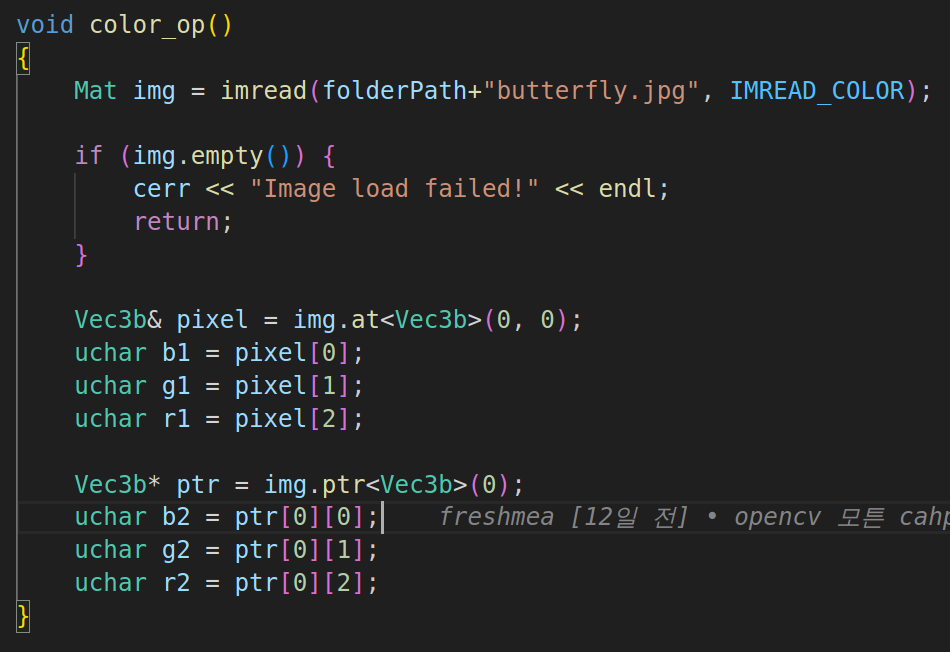 void color_op()
{
    Mat img = imread(folderPath+"butterfly.jpg", IMREAD_COLOR);

    if (img.empty()) {
        cerr << "Image load failed!" << endl;
        return;
    }

    Vec3b& pixel = img.at<Vec3b>(0, 0);
    uchar b1 = pixel[0];
    uchar g1 = pixel[1];
    uchar r1 = pixel[2];

    Vec3b* ptr = img.ptr<Vec3b>(0);
    uchar b2 = ptr[0][0];    freshmea [12일 전] • opencv 모든
    uchar g2 = ptr[0][1];
    uchar r2 = ptr[0][2];
}